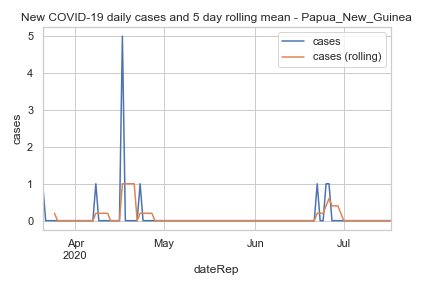 New COVID-19 daily cases and 5 day rolling mean - Papua_New_Guinea
cases
cases (rolling)
5
4
3
2
1
0
cases
Apr
2020
May
Jun
Jul
dateRep